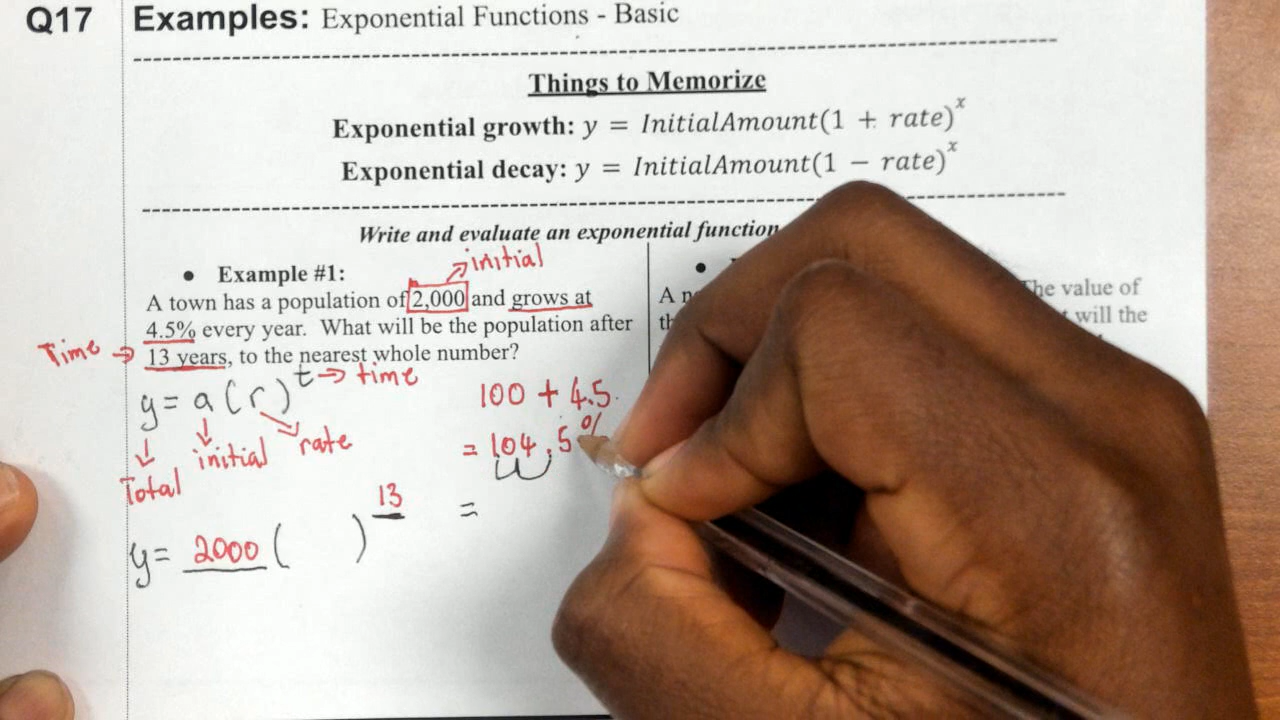 Q17 Examples: Exponential Functions - Basic
Things to Memorize
Exponential growth: y = InitialAmount(1 + rate)^x
Exponential decay: y = InitialAmount(1 − rate)^x
Write and evaluate an exponential function
initial
• Example #1:
A town has a population of 2,000 and grows at
4.5% every year. What will be the population after
Time → 13 years, to the nearest whole number?
y = a(r)^t → time
Total
initial
rate
100 + 4.5
= 104.5%
=
y = 2000 ( )^13
•
A
The value of
will the